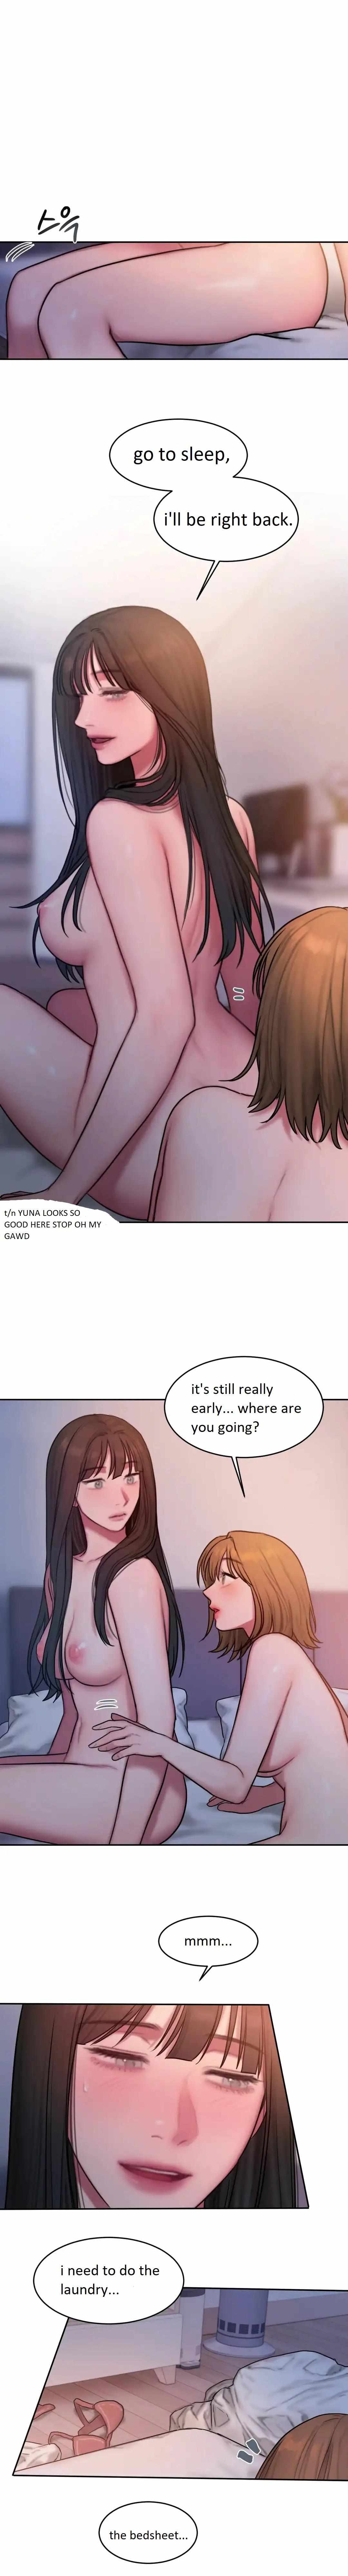 스윽
go to sleep,
i'll be right back.
t/n YUNA LOOKS SO
GOOD HERE STOP OH MY
GAWD
it's still really
early... where are
you going?
mmm...
i need to do the
laundry...
the bedsheet...